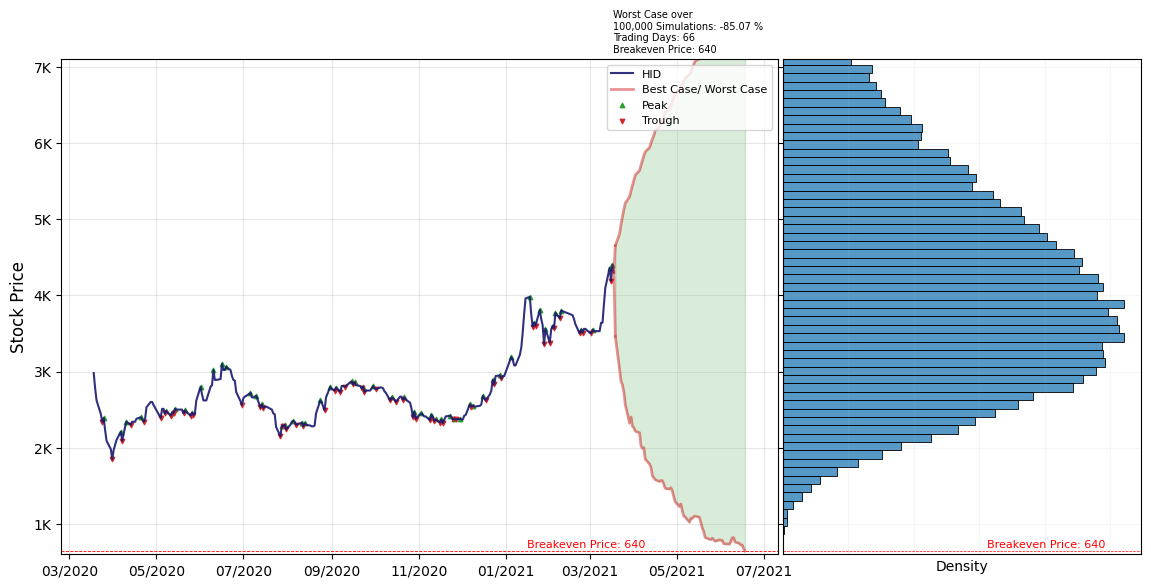 Worst Case over
100,000 Simulations: -85.07 %
Trading Days: 66
Breakeven Price: 640
HID
Best Case/ Worst Case
Peak
Trough
7K
6K
5K
4K
3K
2K
1K
Stock Price
Breakeven Price: 640
Breakeven Price: 640
03/2020
05/2020
07/2020
09/2020
11/2020
01/2021
03/2021
05/2021
07/2021
Density